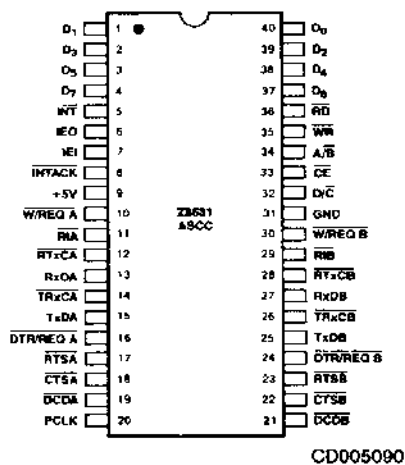 D₁ 1 40 D₀
D₃ 2 39 D₂
D₅ 3 38 D₄
D₇ 4 37 D₆
INT 5 36 RD
IEO 6 35 WR
IEI 7 34 A/B
INTACK 8 33 CE
+5V 9 32 D/C
W/REQ A 10 Z8531 31 GND
ASCC
RIA 11 30 W/REQ B
RTxCA 12 29 RIB
RxDA 13 28 RTxCB
TRxCA 14 27 RxDB
TxDA 15 26 TRxCB
DTR/REQ A 16 25 TxDB
RTSA 17 24 DTR/REQ B
CTSA 18 23 RTSB
DCDA 19 22 CTSB
PCLK 20 21 DCDB
CD005090